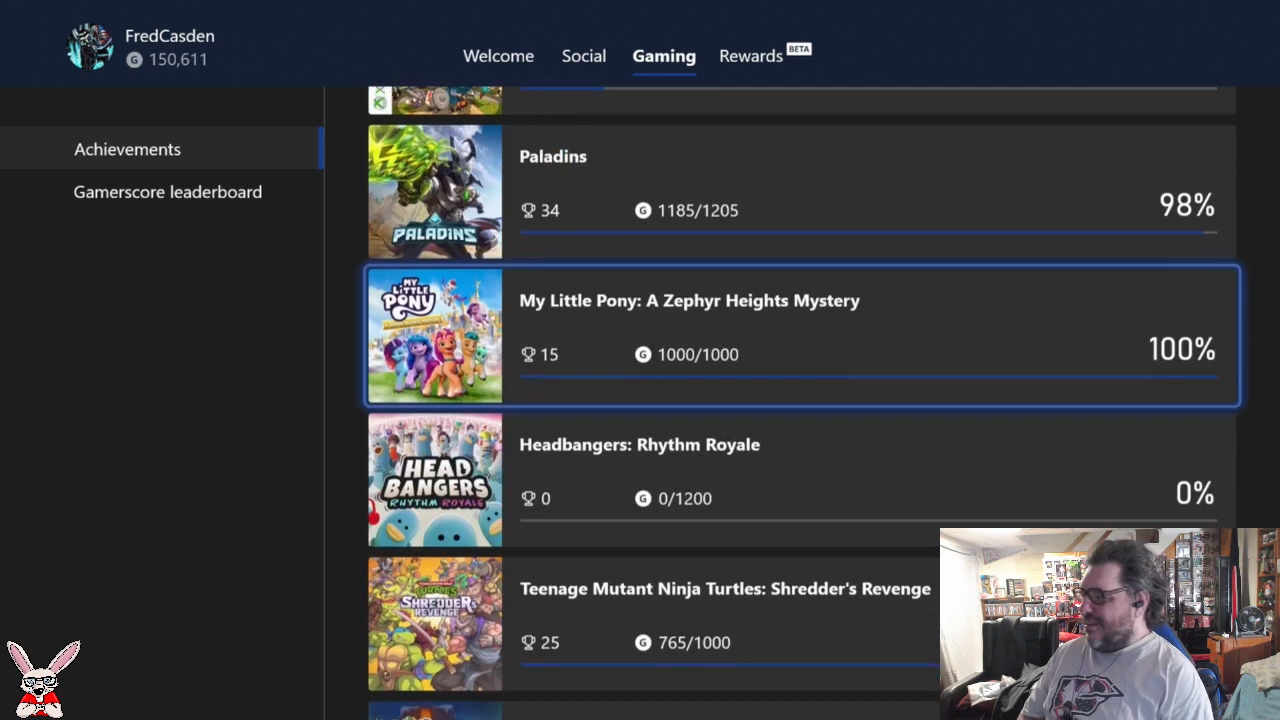 FredCasden
G 150,611
Welcome
Social
Gaming
Rewards BETA
Achievements
Gamerscore leaderboard
PALADINS
Paladins
34
G 1185/1205
98%
MY LITTLE PONY
My Little Pony: A Zephyr Heights Mystery
15
G 1000/1000
100%
HEAD
BANGERS
RHYTHM ROYALE
Headbangers: Rhythm Royale
0
G 0/1200
0%
TURTLES
SHREDDER'S
REVENGE
Teenage Mutant Ninja Turtles: Shredder's Revenge
25
G 765/1000